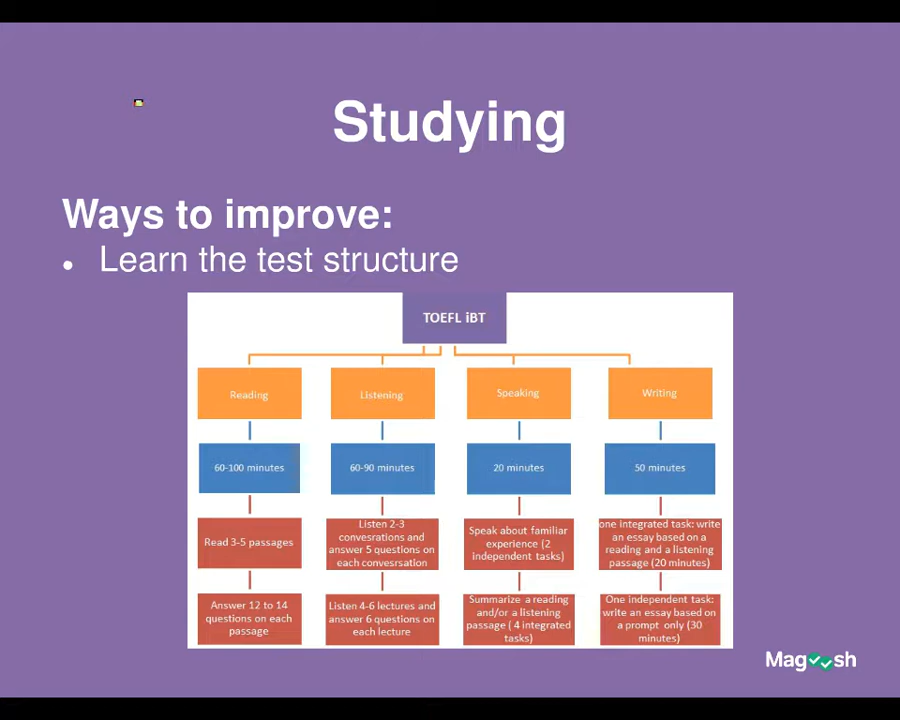 Studying
Ways to improve:
• Learn the test structure
TOEFL iBT
Reading
Listening
Speaking
Writing
60-100 minutes
60-90 minutes
20 minutes
50 minutes
Read 3-5 passages
Listen 2-3
convesrations and
answer 5 questions on
each convesrsation
Speak about familiar
experience (2
independent tasks)
one integrated task: write
an essay based on a
reading and a listening
passage (20 minutes)
Answer 12 to 14
questions on each
passage
Listen 4-6 lectures and
answer 6 questions on
each lecture
Summarize a reading
and/or a listening
passage ( 4 integrated
tasks)
One independent task:
write an essay based on
a prompt only (30
minutes)
Magoosh